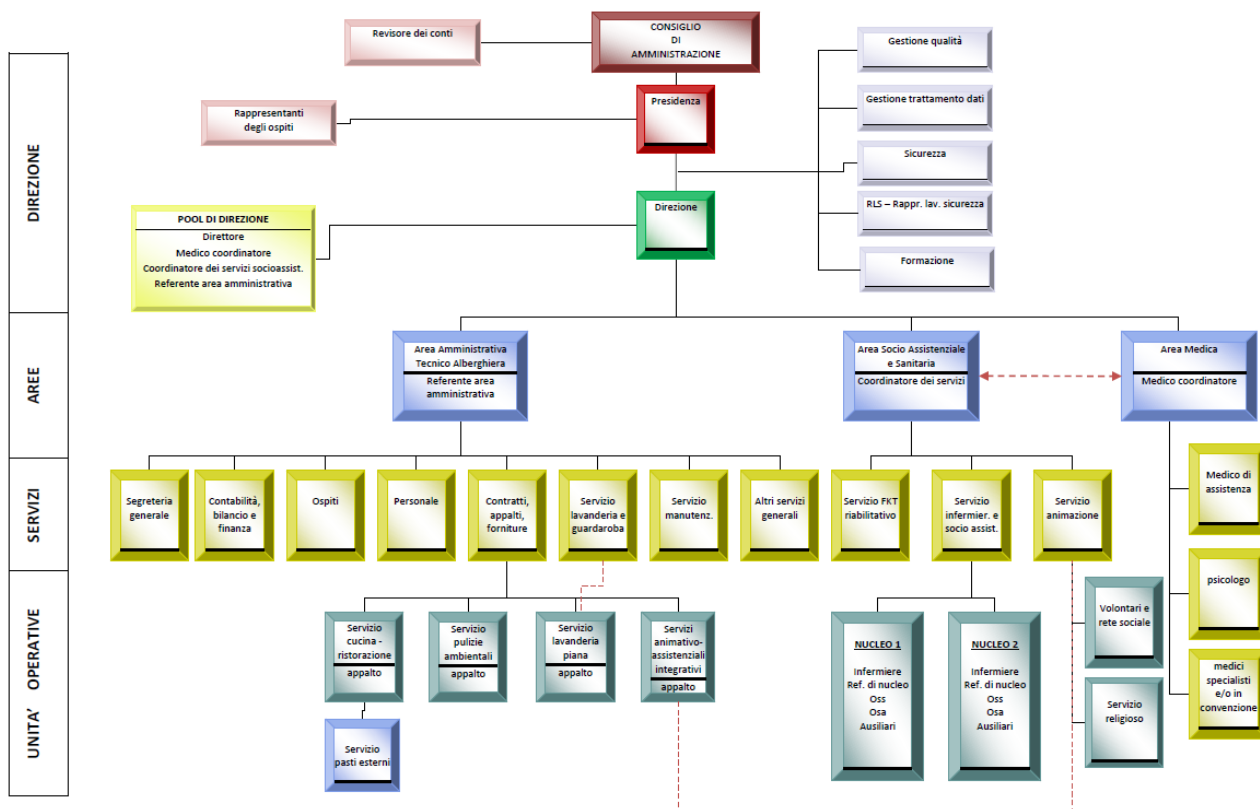 CONSIGLIO
DI
AMMINISTRAZIONE
Revisore dei conti
Gestione qualità
Presidenza
Rappresentanti
degli ospiti
Gestione trattamento dati
Sicurezza
DIREZIONE
Direzione
RLS – Rappr. lav. sicurezza
Formazione
POOL DI DIREZIONE
Direttore
Medico coordinatore
Coordinatore dei servizi socioassist.
Referente area amministrativa
AREE
Area Amministrativa
Tecnico Alberghiera
Referente area
amministrativa
Area Socio Assistenziale
e Sanitaria
Coordinatore dei servizi
Area Medica
Medico coordinatore
SERVIZI
Segreteria
generale
Contabilità,
bilancio e
finanza
Ospiti
Personale
Contratti,
appalti,
forniture
Servizio
lavanderia e
guardaroba
Servizio
manutenz.
Altri servizi
generali
Servizio FKT
riabilitativo
Servizio
infermier. e
socio assist.
Servizio
animazione
Medico di
assistenza
psicologo
medici
specialisti
e/o in
convenzione
UNITA’ OPERATIVE
Servizio
cucina -
ristorazione
appalto
Servizio
pulizie
ambientali
appalto
Servizio
lavanderia
piana
appalto
Servizi
animativo-
assistenziali
integrativi
appalto
Servizio
pasti esterni
NUCLEO 1
Infermiere
Ref. di nucleo
Oss
Osa
Ausiliari
NUCLEO 2
Infermiere
Ref. di nucleo
Oss
Osa
Ausiliari
Volontari e
rete sociale
Servizio
religioso